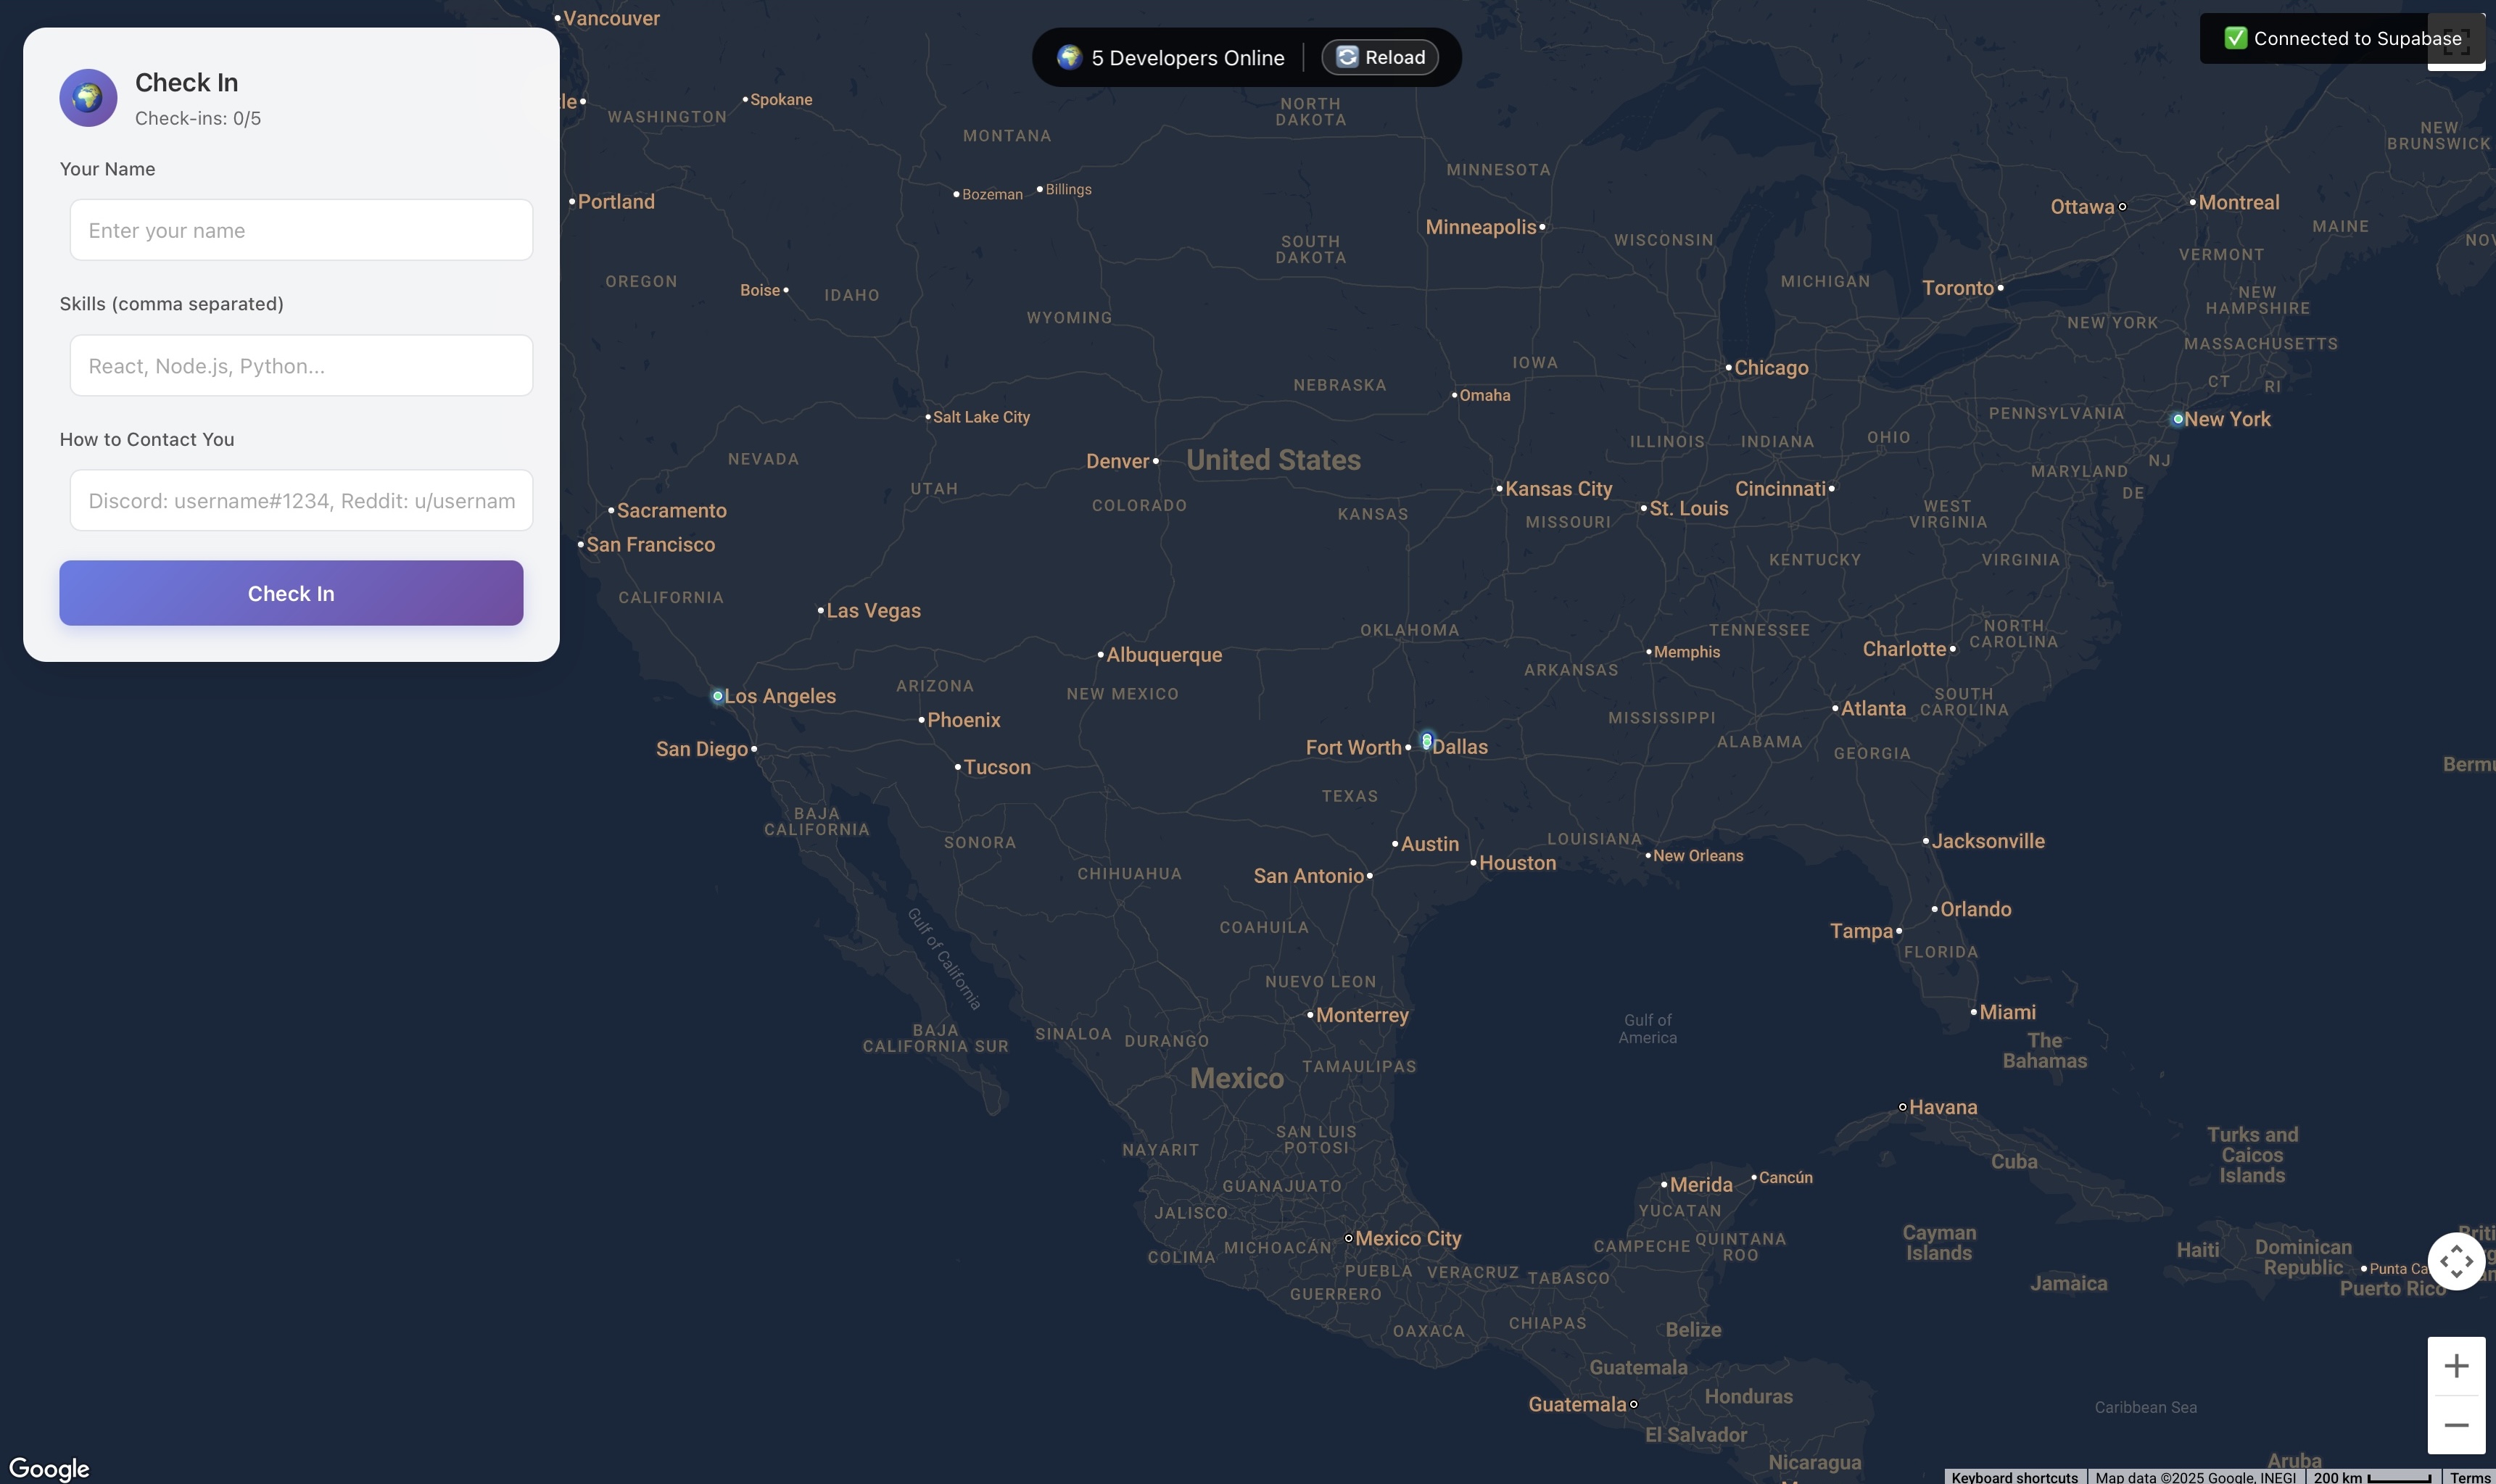 Check In
Check-ins: 0/5
Your Name
Enter your name
Skills (comma separated)
React, Node.js, Python...
How to Contact You
Discord: username#1234, Reddit: u/usernam
Check In
5 Developers Online
Reload
Connected to Supabase
Vancouver
le
WASHINGTON
Spokane
MONTANA
NORTH
DAKOTA
MINNESOTA
NEW
BRUNSWICK
Bozeman
Billings
Portland
Minneapolis
Ottawa
Montreal
MAINE
NOV
OREGON
Boise
IDAHO
SOUTH
DAKOTA
WISCONSIN
VERMONT
MICHIGAN
Toronto
NEW
HAMPSHIRE
WYOMING
NEW YORK
MASSACHUSETTS
IOWA
Chicago
CT
RI
NEBRASKA
Omaha
Salt Lake City
PENNSYLVANIA
New York
NEVADA
Denver
United States
ILLINOIS
INDIANA
OHIO
NJ
MARYLAND
UTAH
COLORADO
KANSAS
Kansas City
Cincinnati
DE
Sacramento
MISSOURI
St. Louis
WEST
VIRGINIA
San Francisco
KENTUCKY
VIRGINIA
CALIFORNIA
Las Vegas
OKLAHOMA
TENNESSEE
NORTH
CAROLINA
Albuquerque
Memphis
Charlotte
ARKANSAS
Los Angeles
ARIZONA
NEW MEXICO
SOUTH
CAROLINA
Phoenix
MISSISSIPPI
Atlanta
San Diego
Fort Worth
Dallas
ALABAMA
GEORGIA
Tucson
Bermu
TEXAS
BAJA
CALIFORNIA
SONORA
Austin
LOUISIANA
Jacksonville
Houston
New Orleans
CHIHUAHUA
San Antonio
Gulf of California
COAHUILA
Orlando
Tampa
FLORIDA
NUEVO LEON
Monterrey
Miami
BAJA
CALIFORNIA SUR
SINALOA
DURANGO
Gulf of
America
The
Bahamas
TAMAULIPAS
Mexico
Havana
SAN LUIS
POTOSI
NAYARIT
Turks and
Caicos
Islands
Cuba
GUANAJUATO
Merida
Cancún
JALISCO
YUCATAN
Mexico City
Cayman
Islands
COLIMA
MICHOACÁN
CAMPECHE
QUINTANA
ROO
Haiti
Dominican
Republic
Briti
PUEBLA
VERACRUZ
TABASCO
Punta Ca
Jamaica
Puerto Rico
GUERRERO
OAXACA
CHIAPAS
Belize
Guatemala
Honduras
Guatemala
Caribbean Sea
El Salvador
Nicaragua
Aruba
Google
Keyboard shortcuts
Map data ©2025 Google, INEGI
200 km
Terms